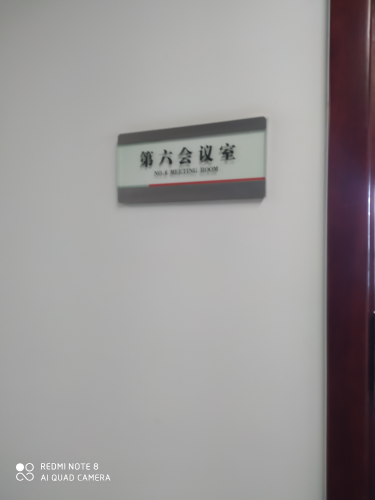 第六会议室
NO.6 MEETING ROOM
REDMI NOTE 8
AI QUAD CAMERA